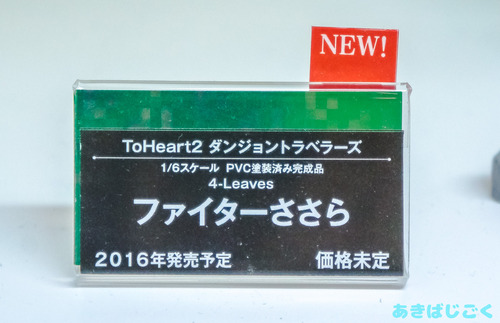 NEW!
ToHeart2 ダンジョントラベラーズ
1/6スケール PVC塗装済み完成品
4-Leaves
ファイターささら
2016年発売予定 価格未定
あきばじごく